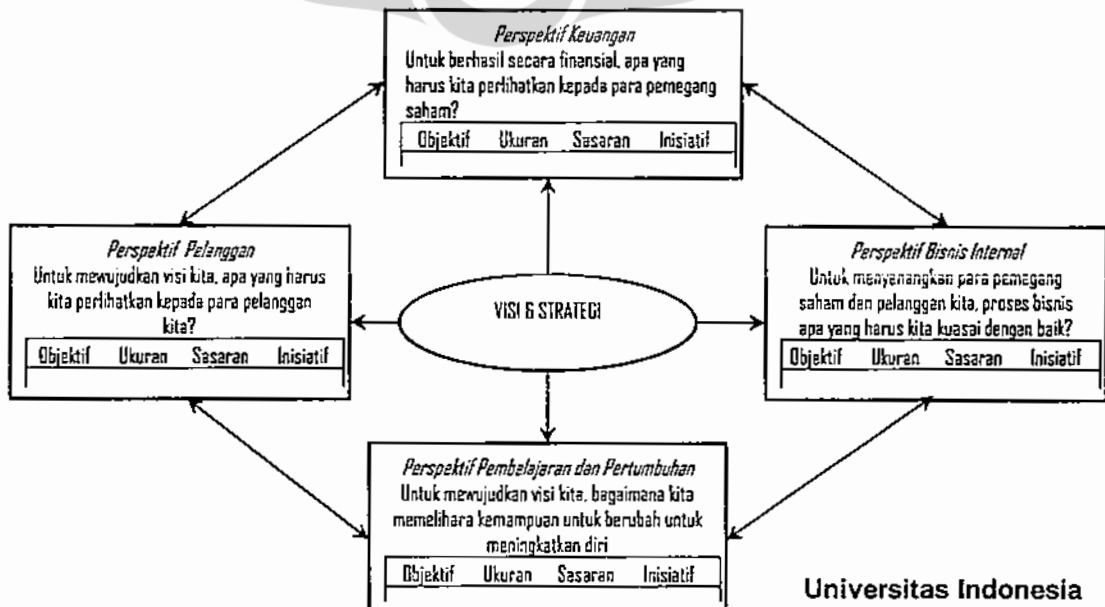 Perspektif Keuangan
Untuk berhasil secara finansial, apa yang
harus kita perlihatkan kepada para pemegang
saham?
Objektif Ukuran Sasaran Inisiatif
Perspektif Pelanggan
Untuk mewujudkan visi kita, apa yang harus
kita perlihatkan kepada para pelanggan
kita?
Objektif Ukuran Sasaran Inisiatif
VISI & STRATEGI
Perspektif Bisnis Internal
Untuk menyenangkan para pemegang
saham dan pelanggan kita, proses bisnis
apa yang harus kita kuasai dengan baik?
Objektif Ukuran Sasaran Inisiatif
Perspektif Pembelajaran dan Pertumbuhan
Untuk mewujudkan visi kita, bagaimana kita
memelihara kemampuan untuk berubah untuk
meningkatkan diri
Objektif Ukuran Sasaran Inisiatif
Universitas Indonesia